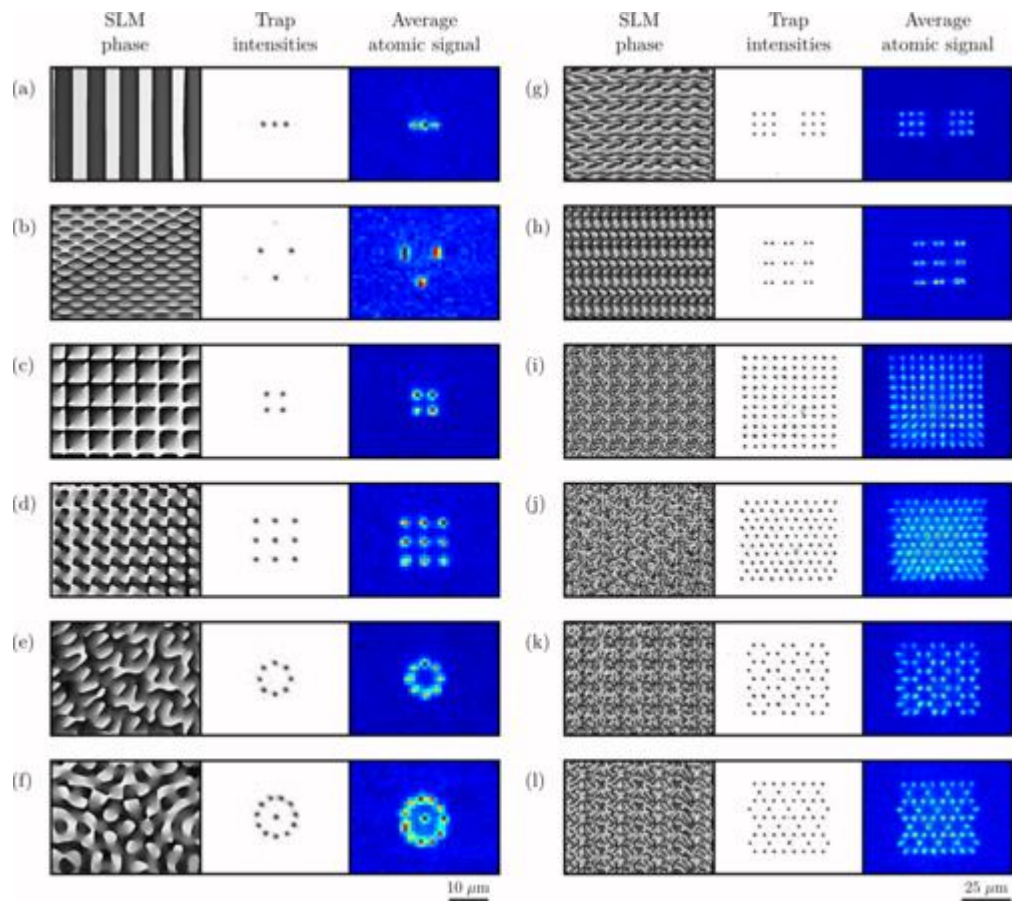 SLM
phase
Trap
intensities
Average
atomic signal
SLM
phase
Trap
intensities
Average
atomic signal
(a)
(b)
(c)
(d)
(e)
(f)
10 μm
(g)
(h)
(i)
(j)
(k)
(l)
25 μm